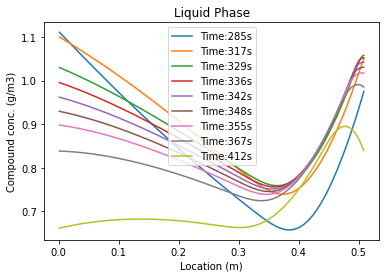 Liquid Phase
Compound conc. (g/m3)
1.1
1.0
0.9
0.8
0.7
Time:285s
Time:317s
Time:329s
Time:336s
Time:342s
Time:348s
Time:355s
Time:367s
Time:412s
0.0 0.1 0.2 0.3 0.4 0.5
Location (m)